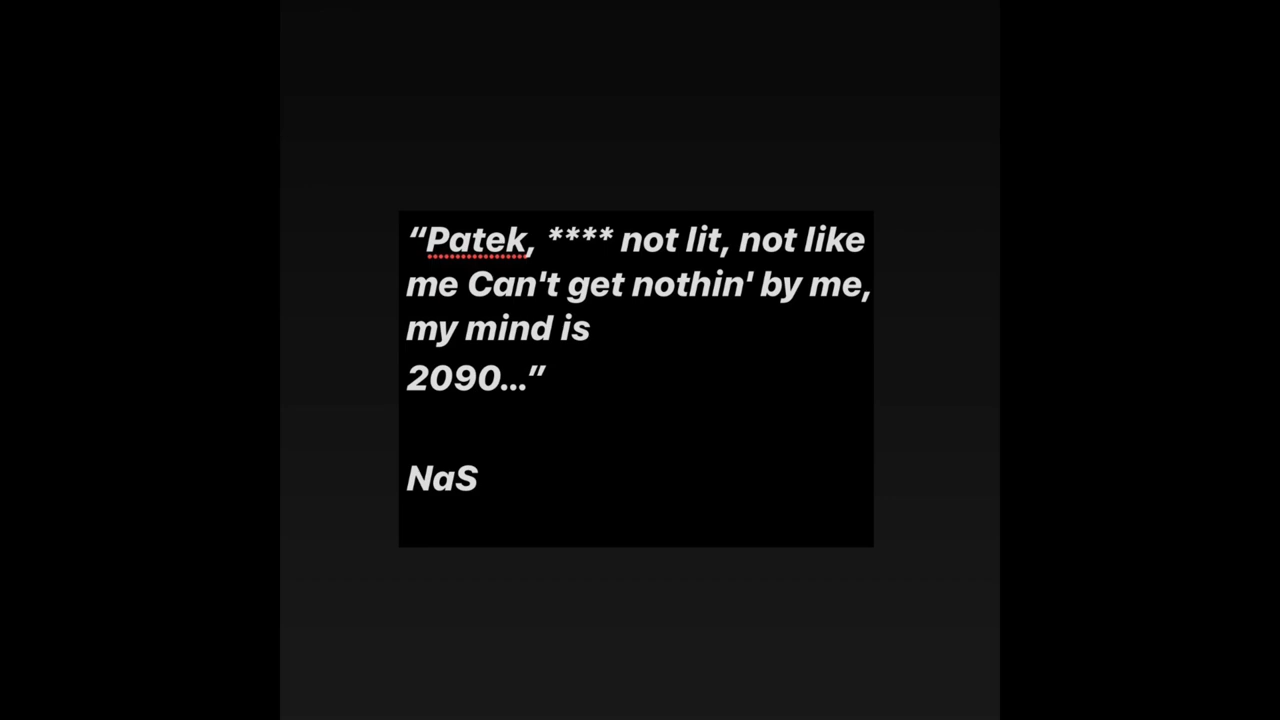 “Patek, **** not lit, not like
me Can't get nothin' by me,
my mind is
2090...”
NaS